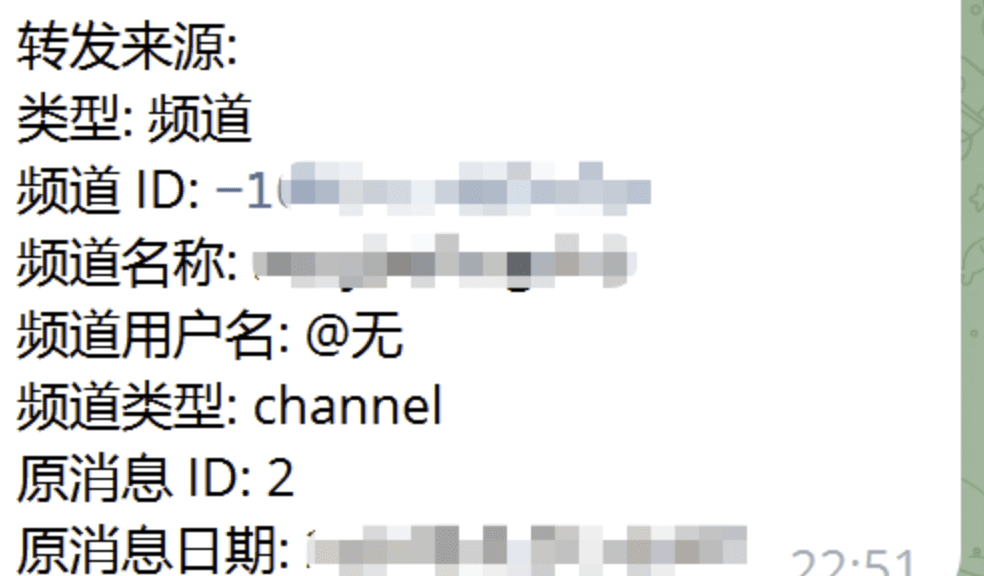 转发来源:
类型: 频道
频道 ID: −1
频道名称:
频道用户名: @无
频道类型: channel
原消息 ID: 2
原消息日期:
22:51